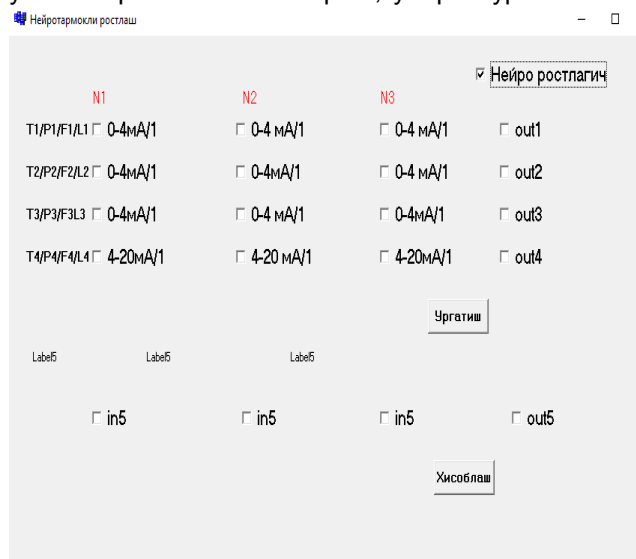 Нейротармокли ростлаш
Нейро ростлагич
N1 N2 N3
T1/P1/F1/L1 0-4мА/1 0-4 мА/1 0-4 мА/1 out1
T2/P2/F2/L2 0-4мА/1 0-4мА/1 0-4 мА/1 out2
T3/P3/F3L3 0-4мА/1 0-4 мА/1 0-4мА/1 out3
T4/P4/F4/L4 4-20мА/1 4-20 мА/1 4-20мА/1 out4
Ургатиш
Label5 Label5 Label5
in5 in5 in5 out5
Хисоблаш